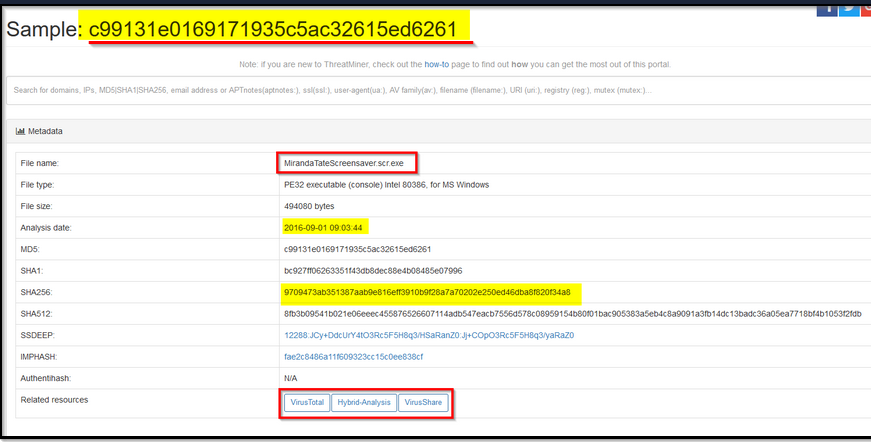 Sample: c99131e0169171935c5ac32615ed6261
Note: if you are new to ThreatMiner, check out the how-to page to find out how you can get the most out of this portal.
Search for domains, IPs, MD5|SHA1|SHA256, email address or APTnotes(aptnotes:), ssl(ssl:), user-agent(ua:), AV family(av:), filename (filename:), URI (uri:), registry (reg:), mutex (mutex:)...
Metadata
File name: MirandaTateScreensaver.scr.exe
File type: PE32 executable (console) Intel 80386, for MS Windows
File size: 494080 bytes
Analysis date: 2016-09-01 09:03:44
MD5: c99131e0169171935c5ac32615ed6261
SHA1: bc927ff06263351f43db8dec88e4b08485e07996
SHA256: 9709473ab351387aab9e816eff3910b9f28a7a70202e250ed46dba8f820f34a8
SHA512: 8fb3b09541b021e06eeec455876526607114adb547eacb7556d578c08959154b80f01bac905383a5eb4c8a9091a3fb14dc13badc36a05ea7718bf4b1053f2fdb
SSDEEP: 12288:JCy+DdcUrY4tO3Rc5F5H8q3/HSaRanZ0:Jj+COpO3Rc5F5H8q3/yaRaZ0
IMPHASH: fae2c8486a11f609323cc15c0ee838cf
Authentihash: N/A
Related resources VirusTotal Hybrid-Analysis VirusShare